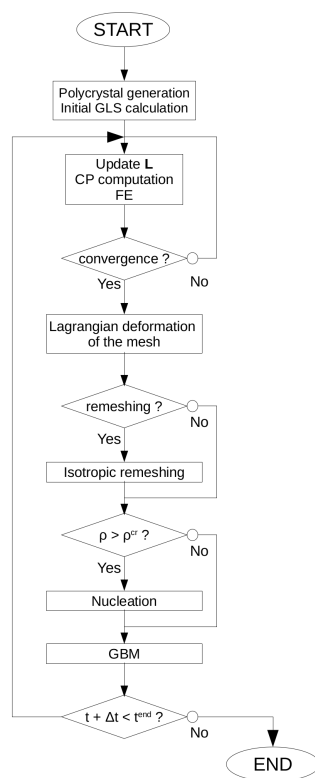 START
Polycrystal generation
Initial GLS calculation
Update L
CP computation
FE
convergence ?
Yes
No
Lagrangian deformation
of the mesh
remeshing ?
No
Yes
Isotropic remeshing
ρ > ρᶜʳ ?
No
Yes
Nucleation
GBM
t + Δt < tᵉⁿᵈ ?
No
END